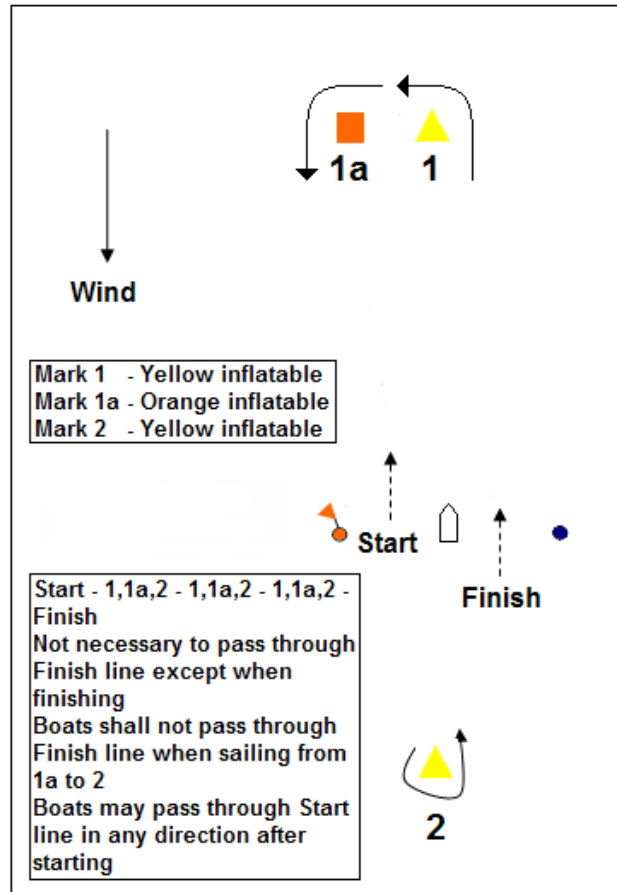 1a 1
Wind
Mark 1 - Yellow inflatable
Mark 1a - Orange inflatable
Mark 2 - Yellow inflatable
Start
Finish
Start - 1,1a,2 - 1,1a,2 - 1,1a,2 -
Finish
Not necessary to pass through
Finish line except when
finishing
Boats shall not pass through
Finish line when sailing from
1a to 2
Boats may pass through Start
line in any direction after
starting
2